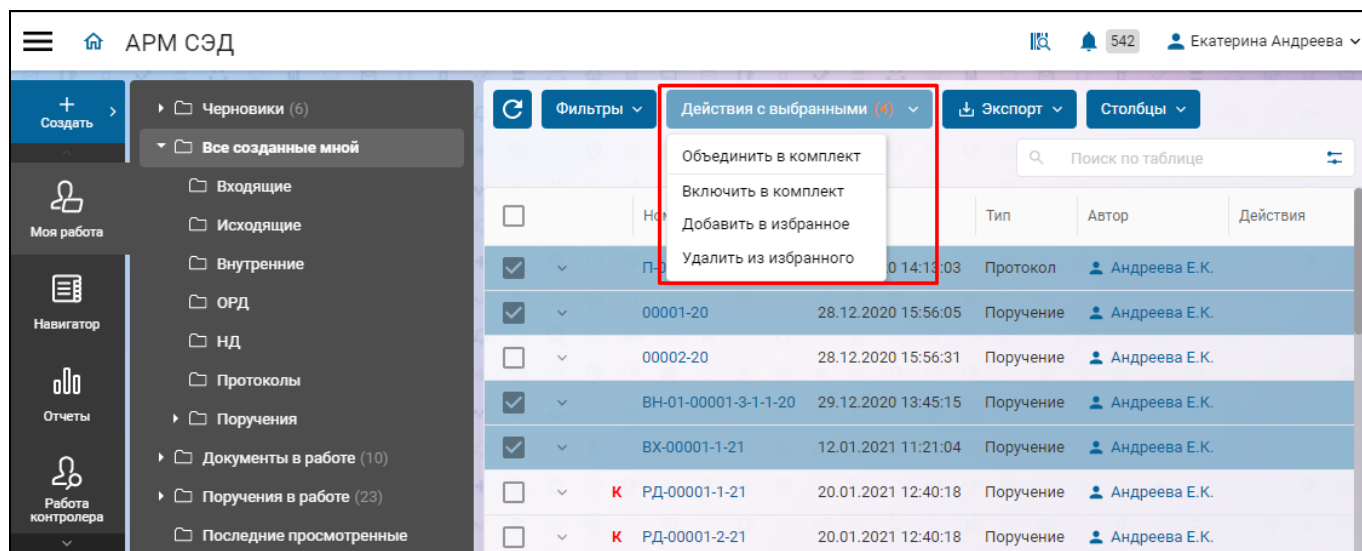 АРМ СЭД
542
Екатерина Андреева
Создать
Моя работа
Навигатор
Отчеты
Работа
контролера
Черновики (6)
Все созданные мной
Входящие
Исходящие
Внутренние
ОРД
НД
Протоколы
Поручения
Документы в работе (10)
Поручения в работе (23)
Последние просмотренные
Фильтры
Действия с выбранными (4)
Экспорт
Столбцы
Объединить в комплект
Включить в комплект
Добавить в избранное
Удалить из избранного
Поиск по таблице
Тип Автор Действия
14:13:03 Протокол Андреева Е.К.
00001-20 28.12.2020 15:56:05 Поручение Андреева Е.К.
00002-20 28.12.2020 15:56:31 Поручение Андреева Е.К.
ВН-01-00001-3-1-1-20 29.12.2020 13:45:15 Поручение Андреева Е.К.
ВХ-00001-1-21 12.01.2021 11:21:04 Поручение Андреева Е.К.
К РД-00001-1-21 20.01.2021 12:40:18 Поручение Андреева Е.К.
К РД-00001-2-21 20.01.2021 12:40:18 Поручение Андреева Е.К.